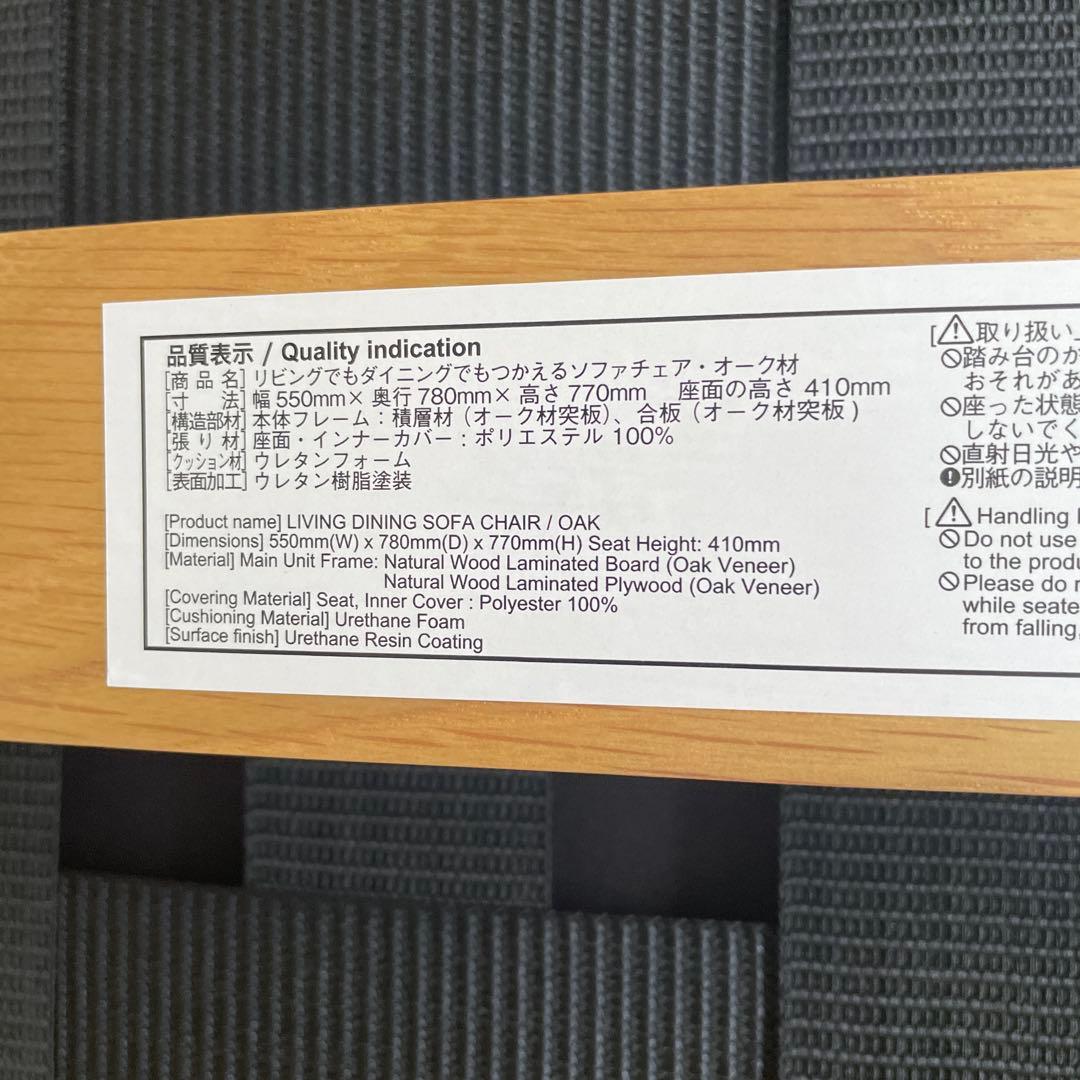 品質表示 / Quality indication
[商品名] リビングでもダイニングでもつかえるソファチェア・オーク材
[寸法] 幅 550mm× 奥行 780mm× 高さ 770mm 座面の高さ 410mm
[構造部材] 本体フレーム：積層材（オーク材突板）、合板（オーク材突板）
[張り材] 座面・インナーカバー：ポリエステル 100%
[クッション材] ウレタンフォーム
[表面加工] ウレタン樹脂塗装
[Product name] LIVING DINING SOFA CHAIR / OAK
[Dimensions] 550mm(W) x 780mm(D) x 770mm(H) Seat Height: 410mm
[Material] Main Unit Frame: Natural Wood Laminated Board (Oak Veneer)
Natural Wood Laminated Plywood (Oak Veneer)
[Covering Material] Seat, Inner Cover : Polyester 100%
[Cushioning Material] Urethane Foam
[Surface finish] Urethane Resin Coating
[⚠取り扱い
踏み台のか
おそれがあ
座った状態
しないでく
直射日光や
別紙の説明
[⚠Handling
Do not use
to the produ
Please do
while seate
from falling,